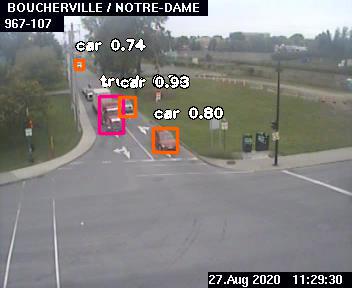 BOUCHERVILLE / NOTRE-DAME
967-107
car 0.74
car 0.93
car 0.80
27.Aug 2020 11:29:30